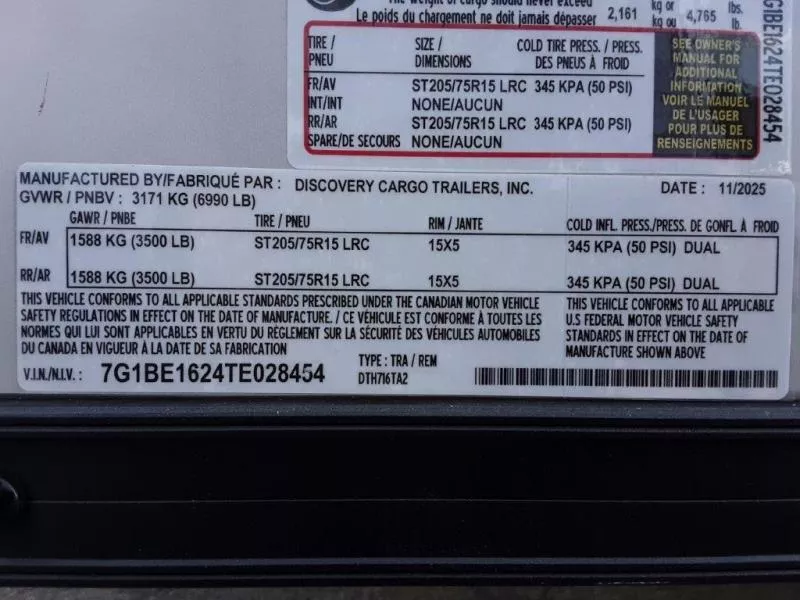 The weight of cargo should never exceed kg or lbs.
Le poids du chargement ne doit jamais dépasser 2,161 kg ou 4,765 lb.
TIRE / PNEU SIZE / DIMENSIONS COLD TIRE PRESS. / PRESS. DES PNEUS À FROID
FR/AV ST205/75R15 LRC 345 KPA (50 PSI)
INT/INT NONE/AUCUN
RR/AR ST205/75R15 LRC 345 KPA (50 PSI)
SPARE/DE SECOURS NONE/AUCUN
SEE OWNER'S
MANUAL FOR
ADDITIONAL
INFORMATION
VOIR LE MANUEL
DE L'USAGER
POUR PLUS DE
RENSEIGNEMENTS
G1BE1624TE028454
MANUFACTURED BY/FABRIQUÉ PAR : DISCOVERY CARGO TRAILERS, INC. DATE : 11/2025
GVWR / PNBV : 3171 KG (6990 LB)
GAWR / PNBE TIRE / PNEU RIM / JANTE COLD INFL. PRESS./PRESS. DE GONFL À FROID
FR/AV 1588 KG (3500 LB) ST205/75R15 LRC 15X5 345 KPA (50 PSI) DUAL
RR/AR 1588 KG (3500 LB) ST205/75R15 LRC 15X5 345 KPA (50 PSI) DUAL
THIS VEHICLE CONFORMS TO ALL APPLICABLE STANDARDS PRESCRIBED UNDER THE CANADIAN MOTOR VEHICLE
SAFETY REGULATIONS IN EFFECT ON THE DATE OF MANUFACTURE. / CE VÉHICULE EST CONFORME À TOUTES LES
NORMES QUI LUI SONT APPLICABLES EN VERTU DU RÈGLEMENT SUR LA SÉCURITÉ DES VÉHICULES AUTOMOBILES
DU CANADA EN VIGUEUR À LA DATE DE SA FABRICATION
THIS VEHICLE CONFORMS TO ALL APPLICABLE
U.S FEDERAL MOTOR VEHICLE SAFETY
STANDARDS IN EFFECT ON THE DATE OF
MANUFACTURE SHOWN ABOVE
V.I.N./N.I.V. : 7G1BE1624TE028454
TYPE : TRA / REM
DTH716TA2